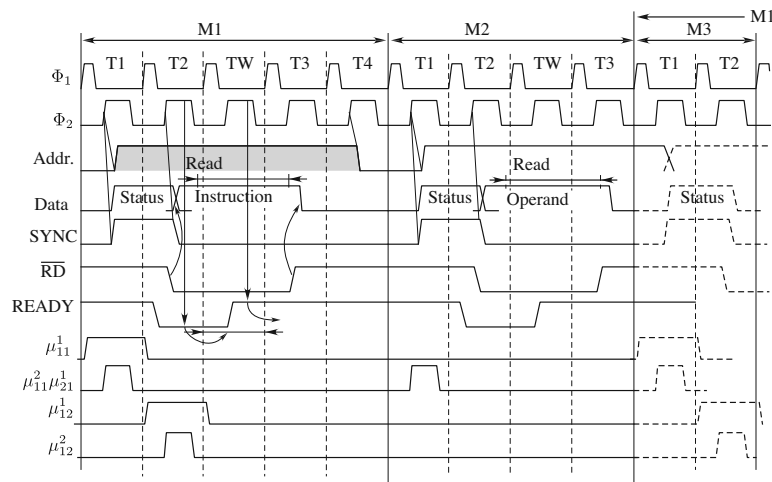 M1
M1 M2 M3
T1 T2 TW T3 T4 T1 T2 TW T3 T1 T2
Φ1
Φ2
Addr.
Read Read
Data Status Instruction Status Operand Status
SYNC
RD
READY
μ¹₁₁
μ²₁₁μ¹₂₁
μ¹₁₂
μ²₁₂